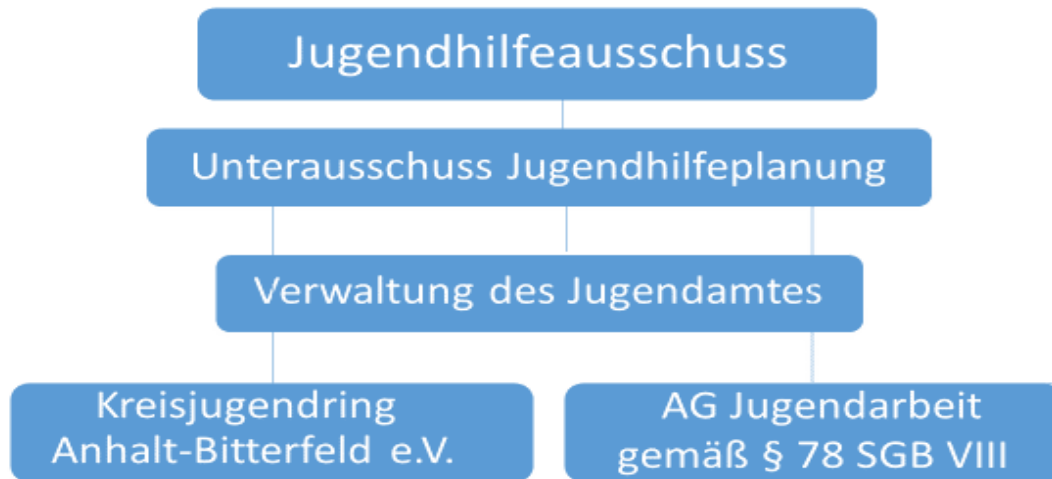 Jugendhilfeausschuss
Unterausschuss Jugendhilfeplanung
Verwaltung des Jugendamtes
Kreisjugendring
Anhalt-Bitterfeld e.V.
AG Jugendarbeit
gemäß § 78 SGB VIII